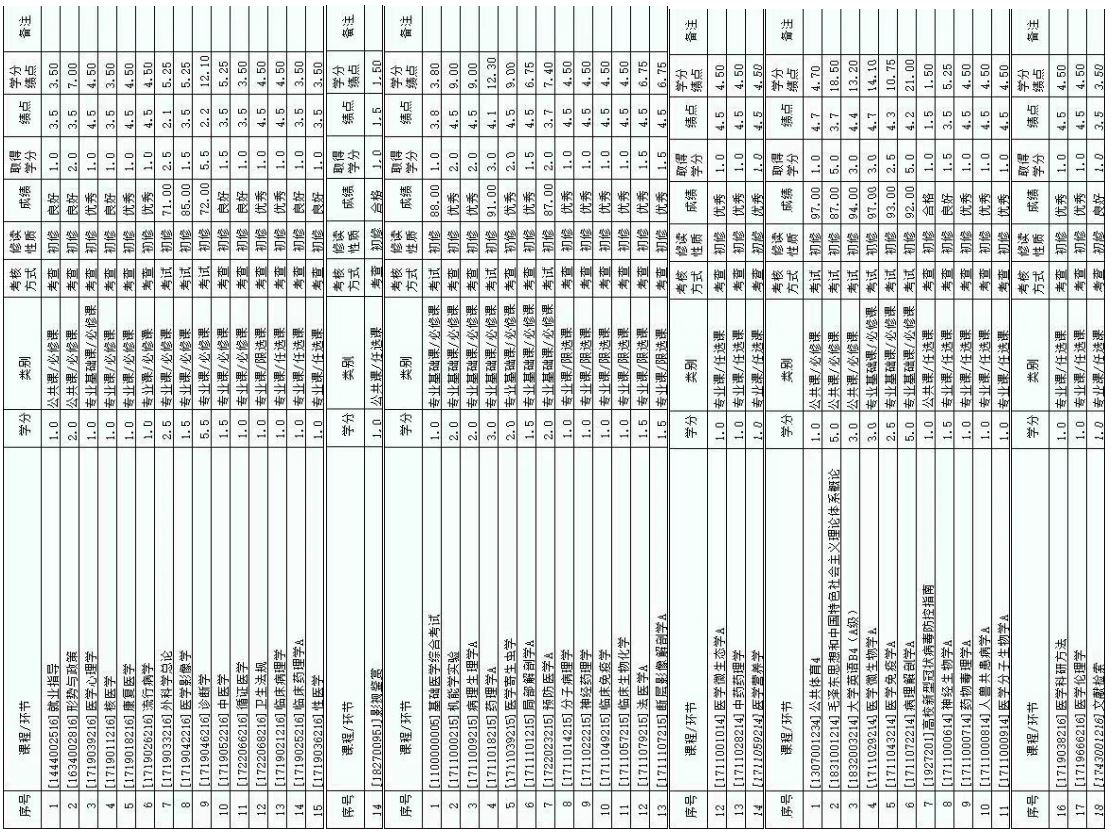 序号 课程/环节 学分 类别 考核方式 修读性质 成绩 取得学分 绩点 学分绩点 备注
1 [1444002516]就业指导 1.0 公共课/必修课 考查 初修 良好 1.0 3.5 3.50
2 [1634002816]形势与政策 2.0 公共课/必修课 考查 初修 良好 2.0 3.5 7.00
3 [1719039216]医学心理学 1.0 专业基础课/必修课 考查 初修 优秀 1.0 4.5 4.50
4 [1719011216]核医学 1.0 专业课/必修课 考查 初修 良好 1.0 3.5 3.50
5 [1719018216]康复医学 1.0 专业课/必修课 考查 初修 优秀 1.0 4.5 4.50
6 [1719026216]流行病学 1.0 专业课/必修课 考查 初修 优秀 1.0 4.5 4.50
7 [1719033216]外科学总论 2.5 专业课/必修课 考试 初修 71.00 2.5 2.1 5.25
8 [1719042216]医学影像学 1.5 专业课/必修课 考试 初修 85.00 1.5 3.5 5.25
9 [1719046216]诊断学 5.5 专业课/必修课 考试 初修 72.00 5.5 2.2 12.10
10 [1719052216]中医学 1.5 专业课/必修课 考查 初修 良好 1.5 3.5 5.25
11 [1722066216]循证医学 1.0 专业课/必修课 考查 初修 良好 1.0 3.5 3.50
12 [1722068216]卫生法规 1.0 专业课/限选课 考查 初修 优秀 1.0 4.5 4.50
13 [1719021216]临床病理学 1.0 专业课/任选课 考查 初修 优秀 1.0 4.5 4.50
14 [1719025216]临床药理学A 1.0 专业课/任选课 考查 初修 良好 1.0 3.5 3.50
15 [1719036216]性医学 1.0 专业课/任选课 考查 初修 良好 1.0 3.5 3.50
序号 课程/环节 学分 类别 考核方式 修读性质 成绩 取得学分 绩点 学分绩点 备注
14 [182700951]影视鉴赏 1.0 公共课/任选课 考查 初修 合格 1.0 1.5 1.50
序号 课程/环节 学分 类别 考核方式 修读性质 成绩 取得学分 绩点 学分绩点 备注
1 [1100000005]基础医学综合考试 1.0 专业基础课/必修课 考试 初修 88.00 1.0 3.8 3.80
2 [1711000215]机能学实验 2.0 专业基础课/必修课 考查 初修 优秀 2.0 4.5 9.00
3 [1711009215]病理生理学A 2.0 专业基础课/必修课 考查 初修 优秀 2.0 4.5 9.00
4 [1711018215]药理学A 3.0 专业基础课/必修课 考试 初修 91.00 3.0 4.1 12.30
5 [1711039215]医学寄生虫学 2.0 专业基础课/必修课 考查 初修 优秀 2.0 4.5 9.00
6 [1711101215]局部解剖学A 1.5 专业基础课/必修课 考查 初修 优秀 1.5 4.5 6.75
7 [1722023215]预防医学A 2.0 专业基础课/必修课 考试 初修 87.00 2.0 3.7 7.40
8 [1711014215]分子病理学 1.0 专业课/限选课 考查 初修 优秀 1.0 4.5 4.50
9 [1711022215]神经药理学 1.0 专业课/限选课 考查 初修 优秀 1.0 4.5 4.50
10 [1711049215]临床免疫学 1.0 专业课/限选课 考查 初修 优秀 1.0 4.5 4.50
11 [1711057215]临床生物化学 1.0 专业课/限选课 考查 初修 优秀 1.0 4.5 4.50
12 [1711079215]法医学A 1.5 专业课/限选课 考查 初修 优秀 1.5 4.5 6.75
13 [1711107215]断层影像解剖学A 1.5 专业课/限选课 考查 初修 优秀 1.5 4.5 6.75
序号 课程/环节 学分 类别 考核方式 修读性质 成绩 取得学分 绩点 学分绩点 备注
12 [1711001014]医学微生态学A 1.0 专业课/任选课 考查 初修 优秀 1.0 4.5 4.50
13 [1711028214]中药药理学 1.0 专业课/任选课 考查 初修 优秀 1.0 4.5 4.50
14 [1711059214]医学营养学 1.0 专业课/任选课 考查 初修 优秀 1.0 4.5 4.50
序号 课程/环节 学分 类别 考核方式 修读性质 成绩 取得学分 绩点 学分绩点 备注
1 [1307001234]公共体育4 1.0 公共课/必修课 考试 初修 97.00 1.0 4.7 4.70
2 [1831001214]毛泽东思想和中国特色社会主义理论体系概论 5.0 公共课/必修课 考试 初修 87.00 5.0 3.7 18.50
3 [1832003214]大学英语B4（A级） 3.0 公共课/必修课 考试 初修 94.00 3.0 4.4 13.20
4 [1711029214]医学微生物学A 3.0 专业基础课/必修课 考试 初修 97.00 3.0 4.7 14.10
5 [1711043214]医学免疫学A 2.5 专业基础课/必修课 考试 初修 93.00 2.5 4.3 10.75
6 [1711072214]病理解剖学A 5.0 专业基础课/必修课 考试 初修 92.00 5.0 4.2 21.00
7 [1927201]高校新型冠状病毒防控指南 1.0 公共课/任选课 考查 初修 合格 1.0 1.5 1.50
8 [1711000614]神经生物学A 1.5 专业课/任选课 考查 初修 良好 1.5 3.5 5.25
9 [1711000714]药物毒理学A 1.0 专业课/任选课 考查 初修 优秀 1.0 4.5 4.50
10 [1711000814]人兽共患病学A 1.0 专业课/任选课 考查 初修 优秀 1.0 4.5 4.50
11 [1711000914]医学分子生物学A 1.0 专业课/任选课 考查 初修 优秀 1.0 4.5 4.50
序号 课程/环节 学分 类别 考核方式 修读性质 成绩 取得学分 绩点 学分绩点 备注
16 [1719038216]医学科研方法 1.0 专业课/任选课 考查 初修 优秀 1.0 4.5 4.50
17 [1719666216]医学伦理学 1.0 专业课/任选课 考查 初修 优秀 1.0 4.5 4.50
18 [1743001216]文献检索 1.0 专业课/任选课 考查 初修 良好 1.0 3.5 3.50